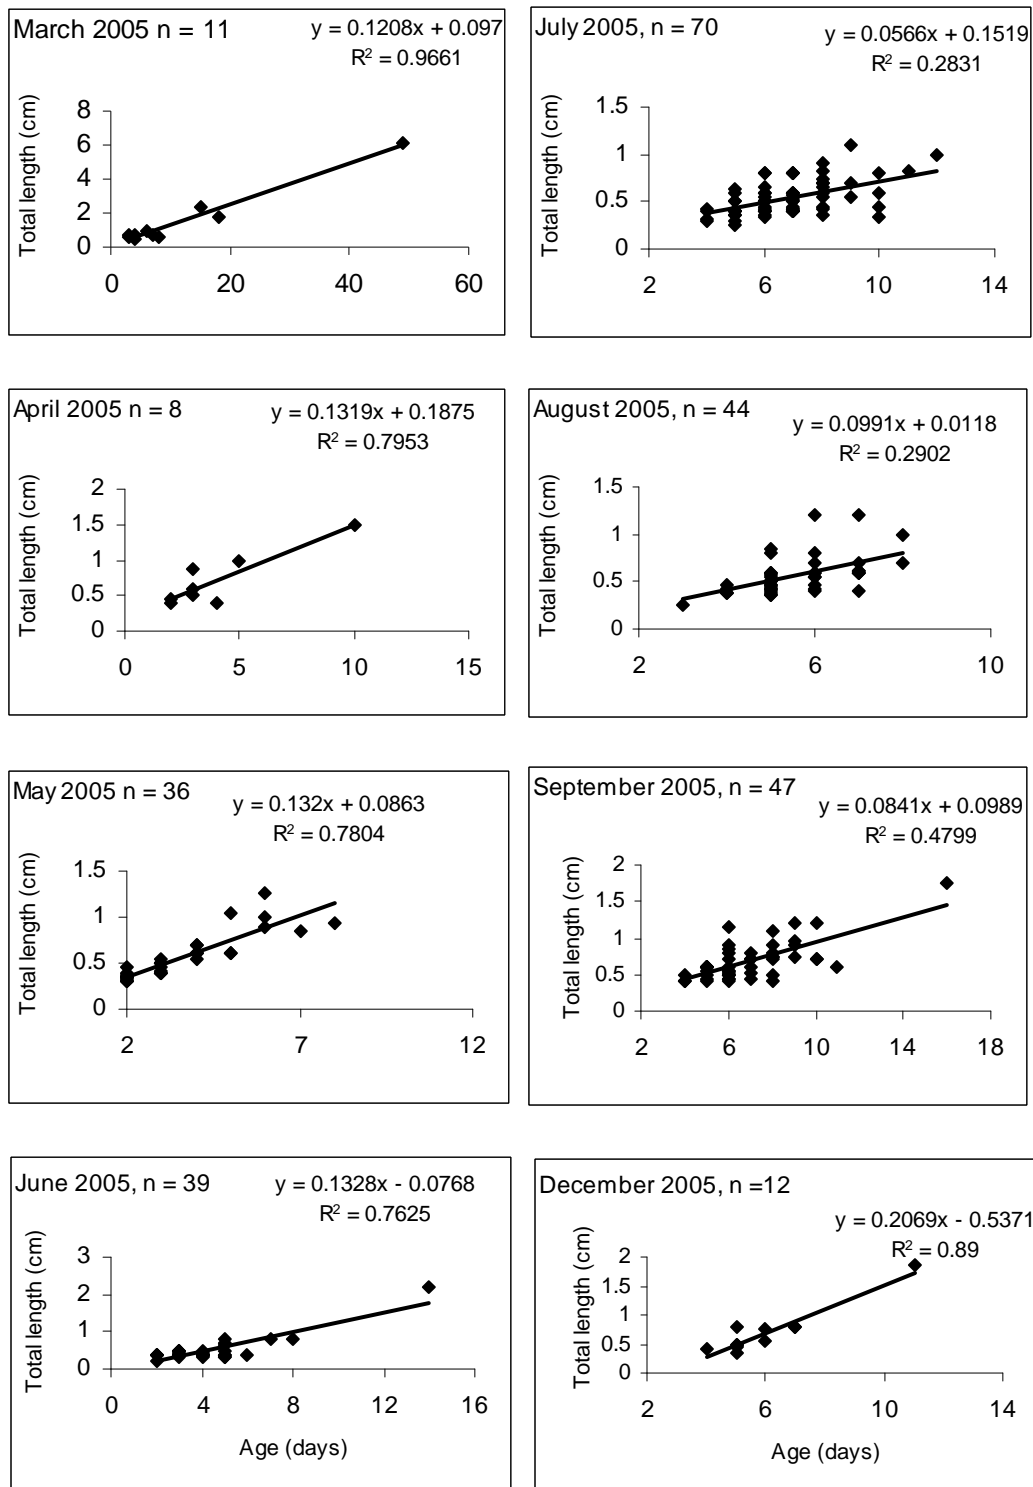 March 2005 n = 11
y = 0.1208x + 0.097
R² = 0.9661
Total length (cm)
8
6
4
2
0
0 20 40 60
July 2005, n = 70
y = 0.0566x + 0.1519
R² = 0.2831
Total length (cm)
1.5
1
0.5
0
2 6 10 14
April 2005 n = 8
y = 0.1319x + 0.1875
R² = 0.7953
Total length (cm)
2
1.5
1
0.5
0
0 5 10 15
August 2005, n = 44
y = 0.0991x + 0.0118
R² = 0.2902
Total length (cm)
1.5
1
0.5
0
2 6 10
May 2005 n = 36
y = 0.132x + 0.0863
R² = 0.7804
Total length (cm)
1.5
1
0.5
0
2 7 12
September 2005, n = 47
y = 0.0841x + 0.0989
R² = 0.4799
Total length (cm)
2
1.5
1
0.5
0
2 6 10 14 18
June 2005, n = 39
y = 0.1328x - 0.0768
R² = 0.7625
Total length (cm)
3
2
1
0
0 4 8 12 16
Age (days)
December 2005, n =12
y = 0.2069x - 0.5371
R² = 0.89
Total length (cm)
2
1.5
1
0.5
0
2 6 10 14
Age (days)